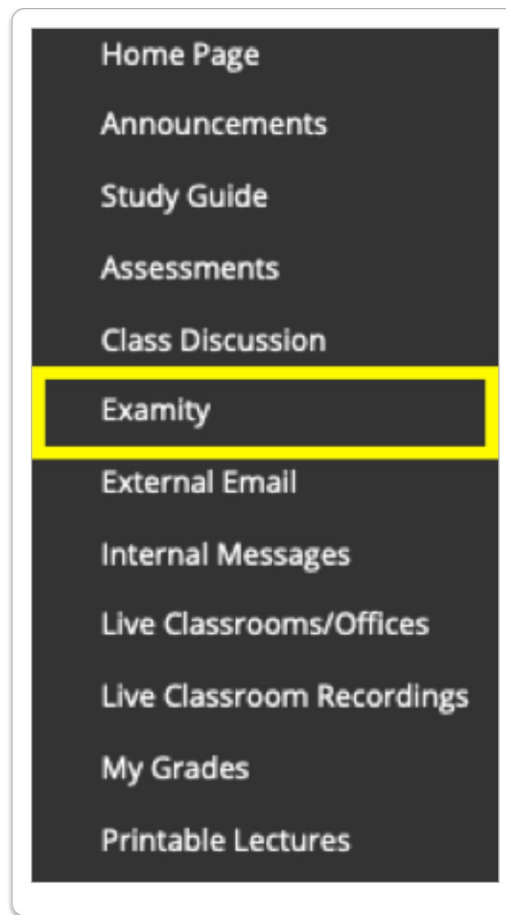 Home Page
Announcements
Study Guide
Assessments
Class Discussion
Examity
External Email
Internal Messages
Live Classrooms/Offices
Live Classroom Recordings
My Grades
Printable Lectures